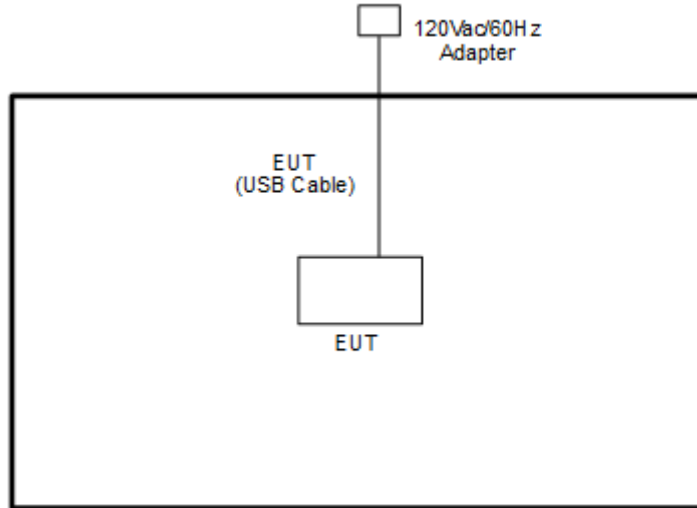 120Vac/60Hz
Adapter
EUT
(USB Cable)
EUT